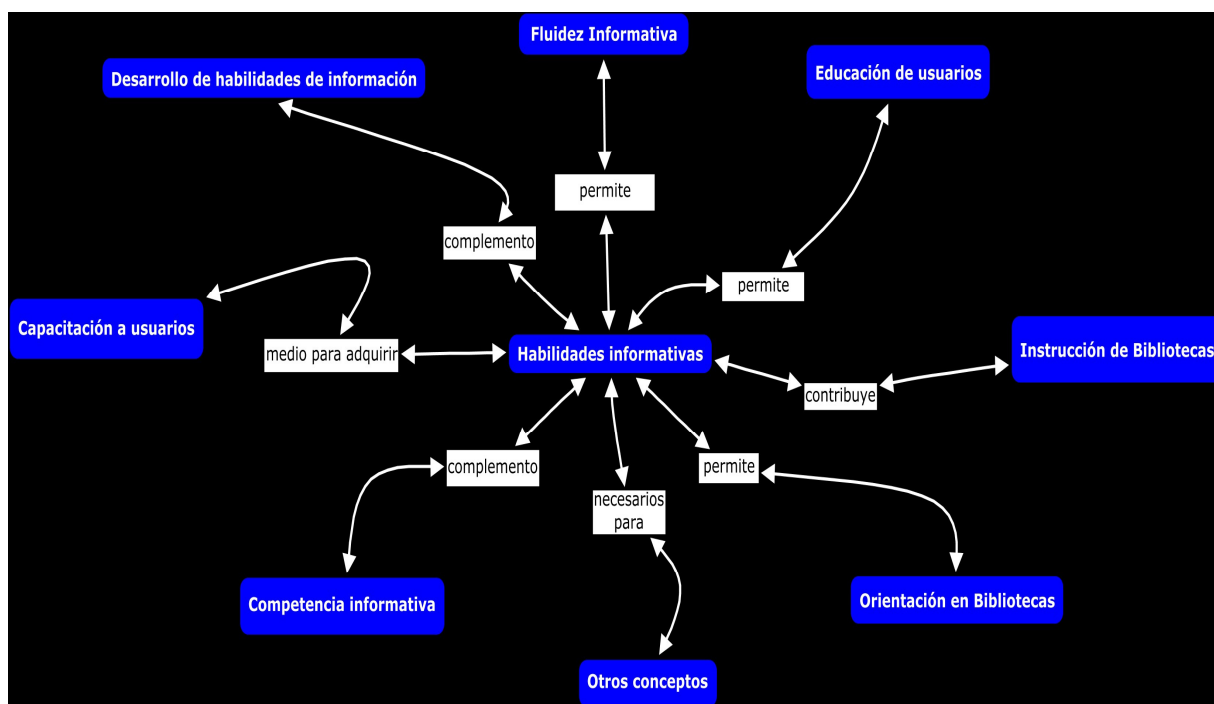 Fluidez Informativa
Educación de usuarios
Desarrollo de habilidades de información
permite
complemento
permite
Capacitación a usuarios
medio para adquirir
Habilidades informativas
Instrucción de Bibliotecas
contribuye
complemento
permite
necesarios
para
Competencia informativa
Orientación en Bibliotecas
Otros conceptos